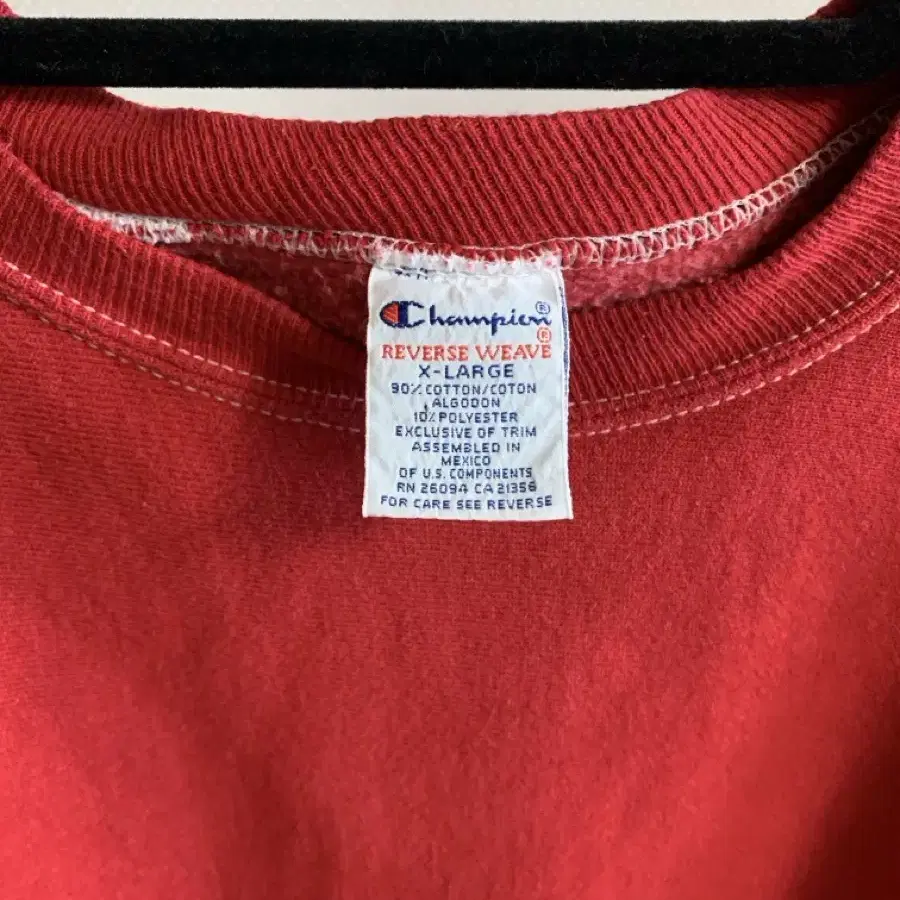 Champion®
REVERSE WEAVE®
X-LARGE
90% COTTON/COTON
ALGODON
10% POLYESTER
EXCLUSIVE OF TRIM
ASSEMBLED IN
MEXICO
OF U.S. COMPONENTS
RN 26094 CA 21356
FOR CARE SEE REVERSE